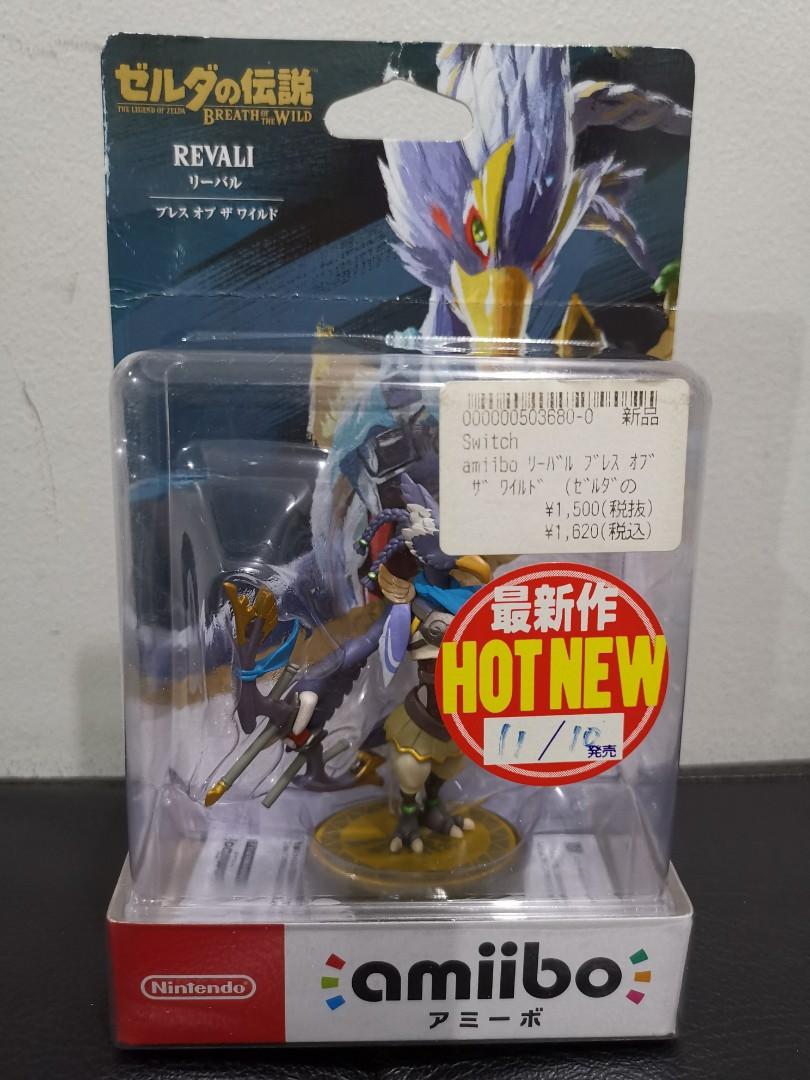 ゼルダの伝説
THE LEGEND OF ZELDA
BREATH OF THE WILD
REVALI
リーバル
ブレス オブ ザ ワイルド
000000503680-0 新品
Switch
amiibo ﾘｰﾊﾞﾙ ﾌﾞﾚｽ ｵﾌﾞ
ｻﾞ ﾜｲﾙﾄﾞ (ｾﾞﾙﾀﾞの
¥1,500(税抜)
¥1,620(税込)
最新作
HOT NEW
11/10
発売
Nintendo
amiibo
アミーボ